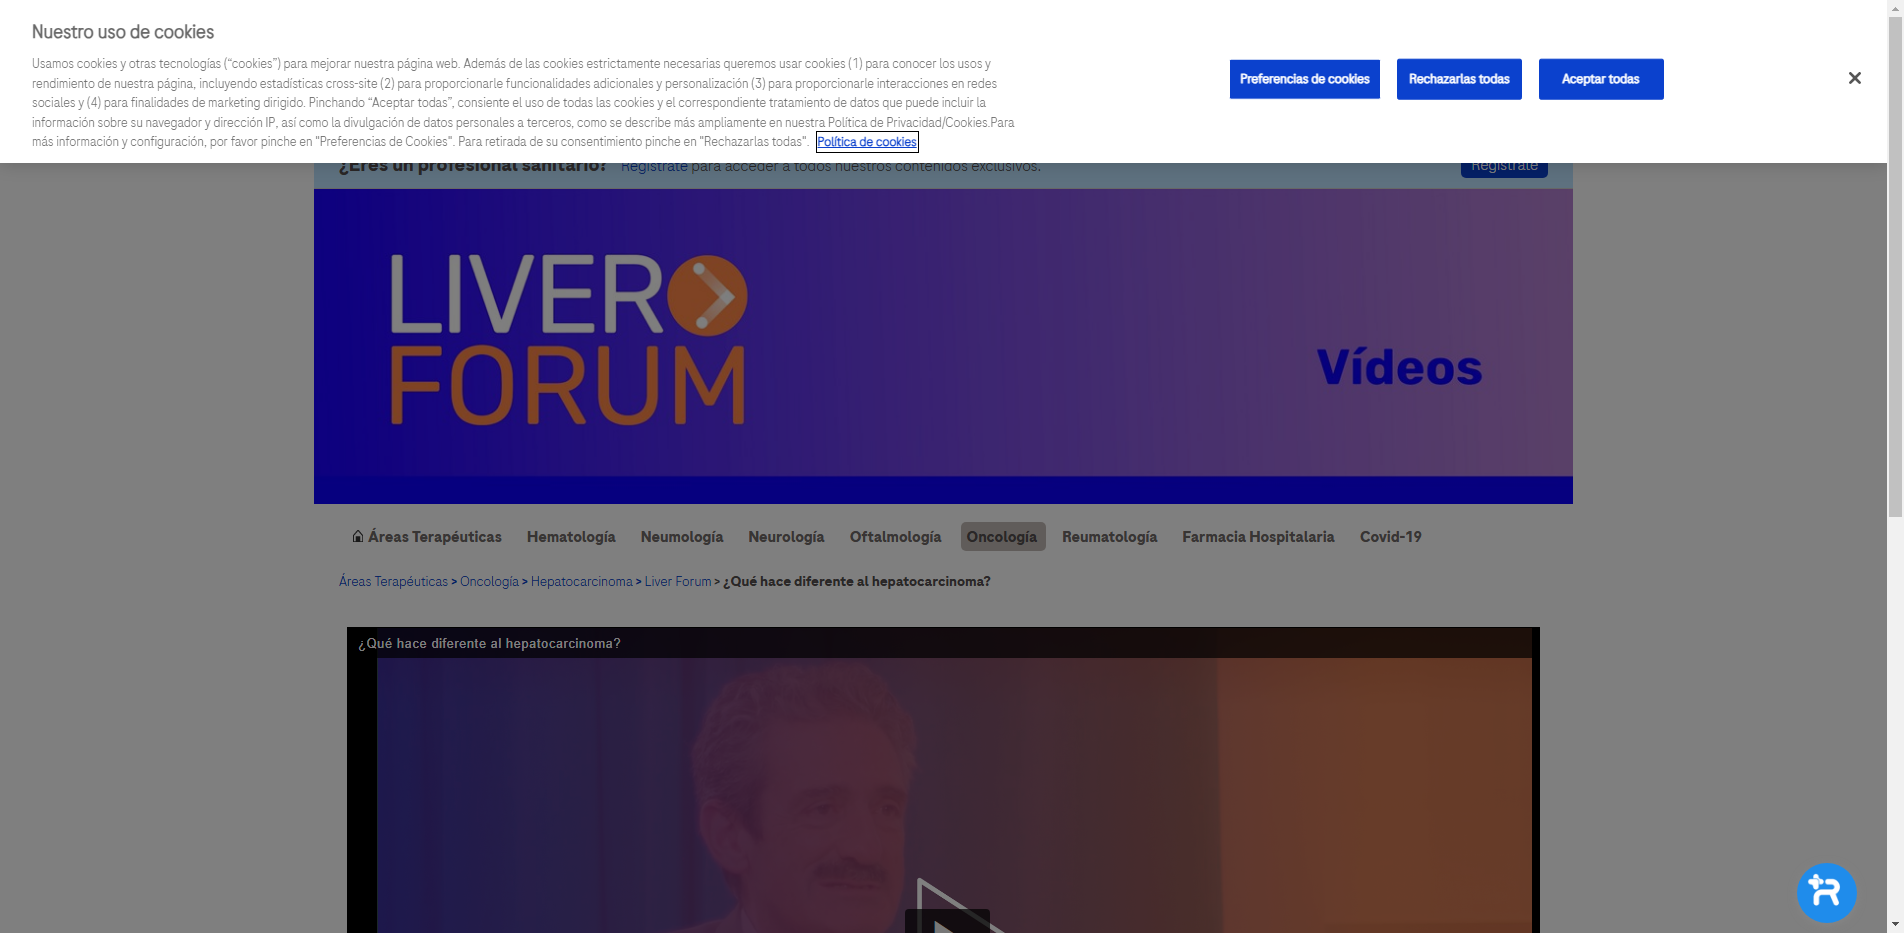 Nuestro uso de cookies
Usamos cookies y otras tecnologías (“cookies”) para mejorar nuestra página web. Además de las cookies estrictamente necesarias queremos usar cookies (1) para conocer los usos y
rendimiento de nuestra página, incluyendo estadísticas cross-site (2) para proporcionarle funcionalidades adicionales y personalización (3) para proporcionarle interacciones en redes
sociales y (4) para finalidades de marketing dirigido. Pinchando “Aceptar todas”, consiente el uso de todas las cookies y el correspondiente tratamiento de datos que puede incluir la
información sobre su navegador y dirección IP, así como la divulgación de datos personales a terceros, como se describe más ampliamente en nuestra Política de Privacidad/Cookies.Para
más información y configuración, por favor pinche en "Preferencias de Cookies". Para retirada de su consentimiento pinche en "Rechazarlas todas". Política de cookies
Preferencias de cookies
Rechazarlas todas
Aceptar todas
¿Eres un profesional sanitario? Regístrate para acceder a todos nuestros contenidos exclusivos.
Regístrate
LIVER
FORUM
Vídeos
Áreas Terapéuticas Hematología Neumología Neurología Oftalmología Oncología Reumatología Farmacia Hospitalaria Covid-19
Áreas Terapéuticas > Oncología > Hepatocarcinoma > Liver Forum > ¿Qué hace diferente al hepatocarcinoma?
¿Qué hace diferente al hepatocarcinoma?